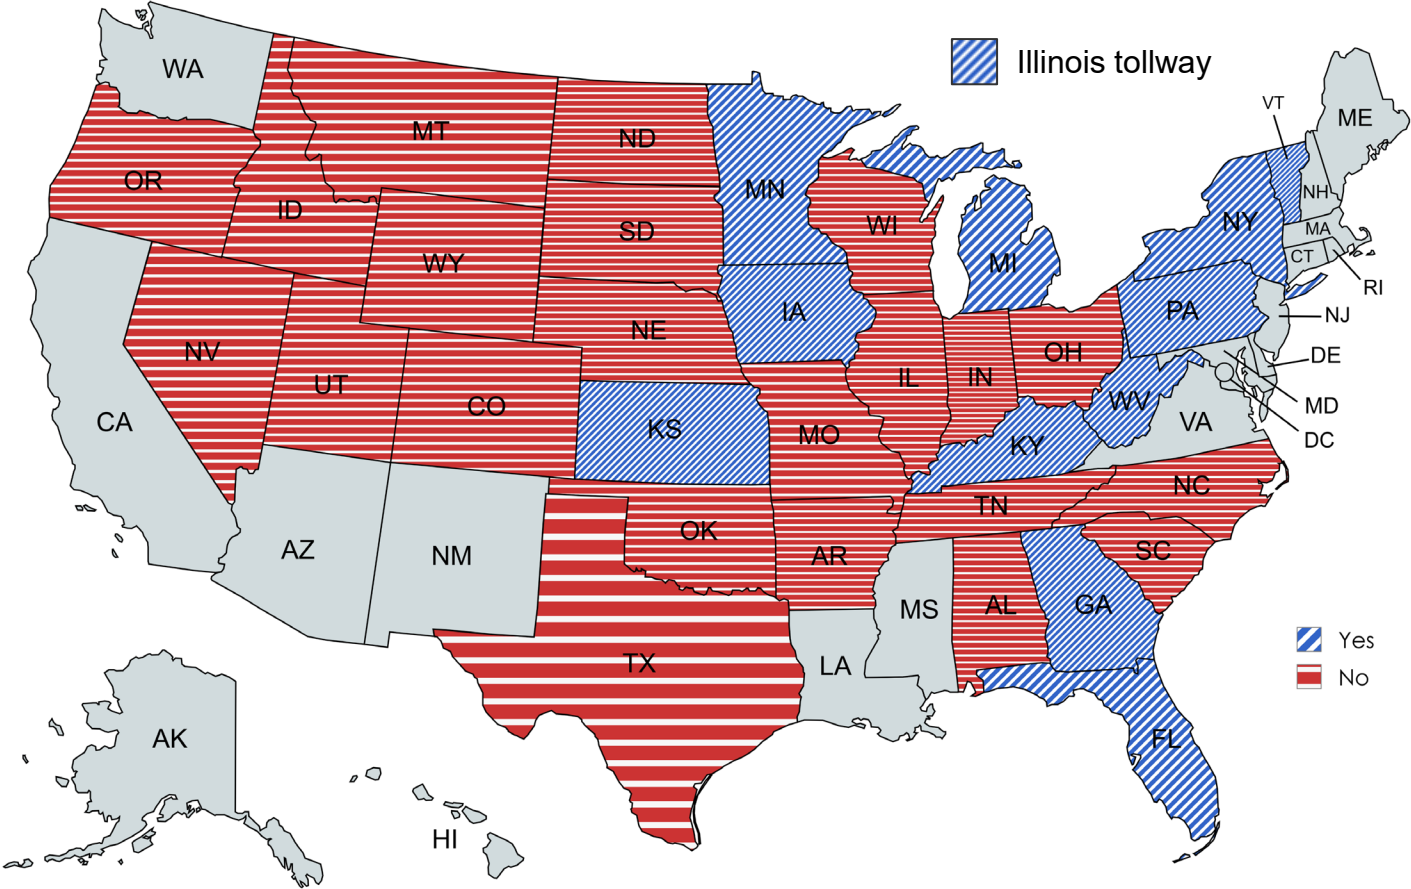 Illinois tollway
WA
MT
ND
MN
VT
ME
OR
ID
SD
WI
NY
NH
MA
CT
RI
WY
MI
NE
IA
PA
NJ
NV
UT
CO
IL
IN
OH
DE
CA
KS
MO
KY
WV
VA
MD
DC
AZ
NM
OK
AR
TN
NC
SC
MS
AL
GA
TX
LA
FL
Yes
No
AK
HI